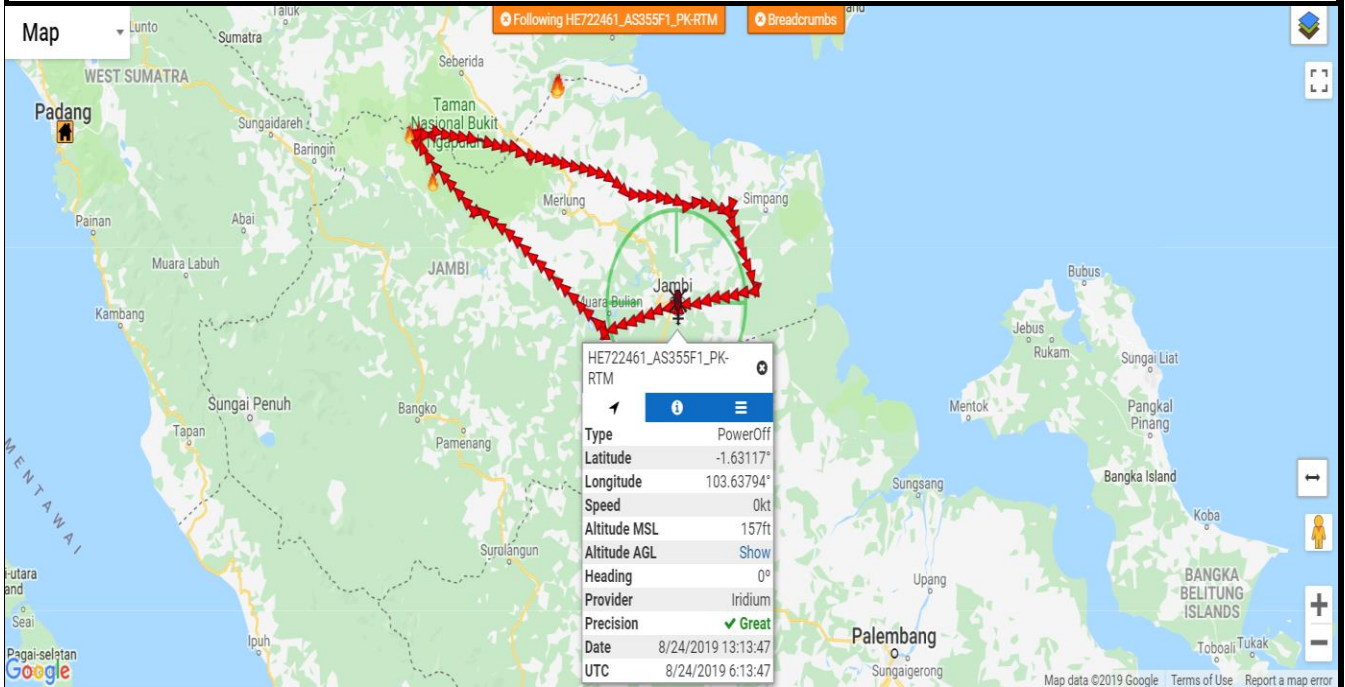 Map
Following HE722461_AS355F1_PK-RTM
Breadcrumbs
Taluk
Lunto
Sumatra
WEST SUMATRA
Seberida
Padang
Taman
Nasional Bukit
Sungaidareh
Baringin
Merlung
Simpang
Painan
Abai
Muara Labuh
JAMBI
Jambi
Muara Bulian
Kambang
Bubus
Jebus
Rukam
Sungai Liat
Sungai Penuh
Bangko
Mentok
Pangkal
Pinang
Tapan
Pamenang
MENTAWAI
Sungsang
Bangka Island
Koba
Surulangun
Upang
BANGKA
BELITUNG
ISLANDS
i-utara
and
Seai
Ipuh
Palembang
Toboali
Tukak
Pagai-selatan
Sungaigerong
Google
HE722461_AS355F1_PK-
RTM
Type PowerOff
Latitude -1.63117°
Longitude 103.63794°
Speed 0kt
Altitude MSL 157ft
Altitude AGL Show
Heading 0°
Provider Iridium
Precision ✓ Great
Date 8/24/2019 13:13:47
UTC 8/24/2019 6:13:47
Map data ©2019 Google Terms of Use Report a map error